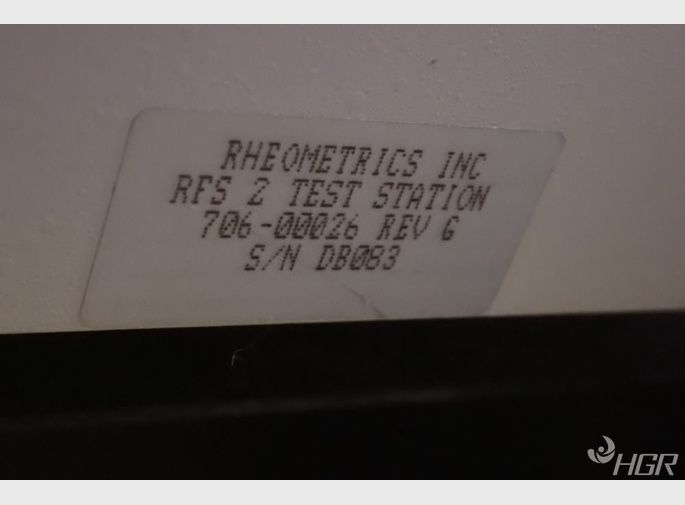 RHEOMETRICS INC
RFS 2 TEST STATION
706-00026 REV G
S/N DB083
HGR